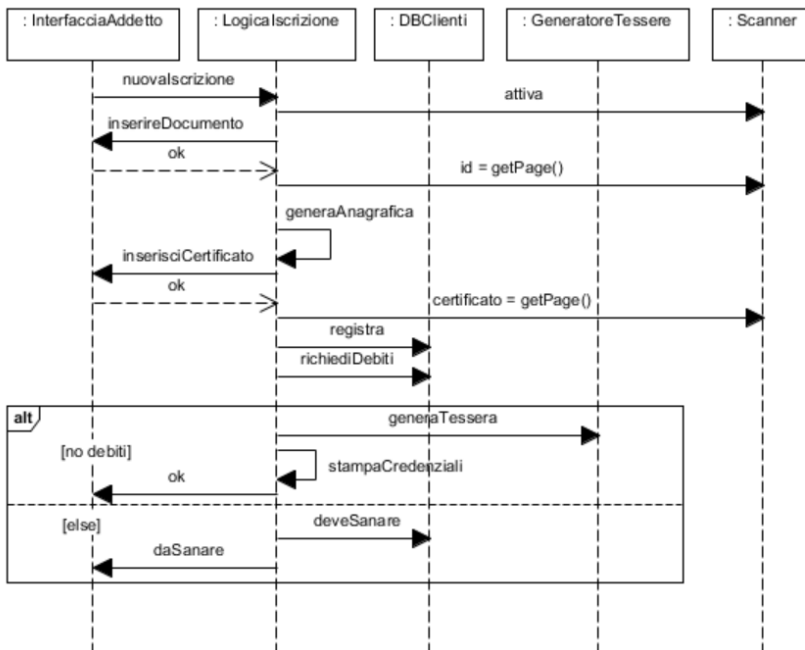 : InterfacciaAddetto
: LogicaIscrizione
: DBClienti
: GeneratoreTessere
: Scanner
nuovaIscrizione
attiva
inserireDocumento
ok
id = getPage()
generaAnagrafica
inserisciCertificato
ok
certificato = getPage()
registra
richiediDebiti
alt
generaTessera
[no debiti]
stampaCredenziali
ok
[else]
deveSanare
daSanare